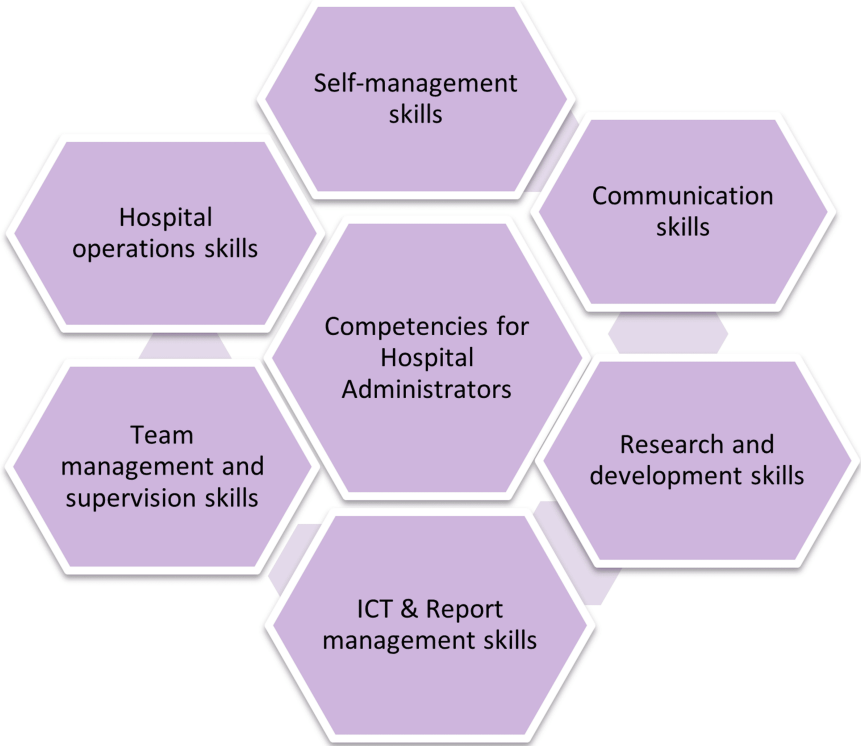 Self-management
skills
Communication
skills
Hospital
operations skills
Competencies for
Hospital
Administrators
Team
management and
supervision skills
Research and
development skills
ICT & Report
management skills